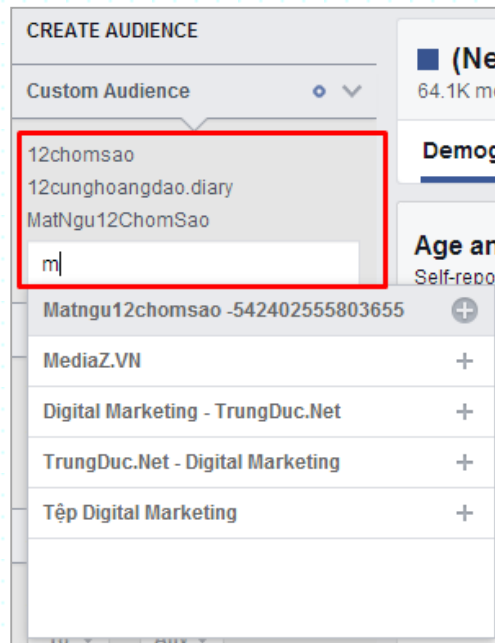 CREATE AUDIENCE
Custom Audience
12chomsao
12cunghoangdao.diary
MatNgu12ChomSao
m
Matngu12chomsao -542402555803655
MediaZ.VN
Digital Marketing - TrungDuc.Net
TrungDuc.Net - Digital Marketing
Tệp Digital Marketing
(Ne
64.1K m
Demog
Age an
Self-repo